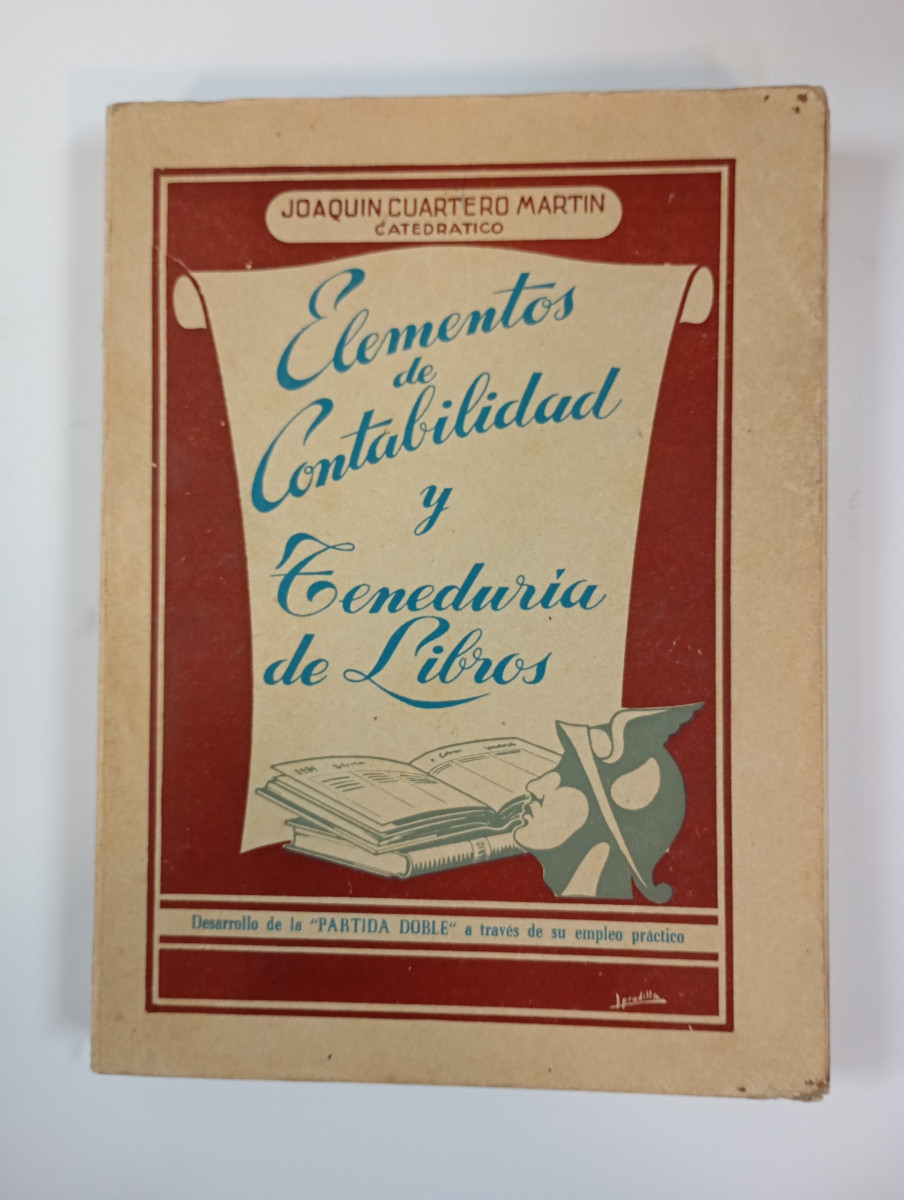 JOAQUIN CUARTERO MARTIN
CATEDRATICO
Elementos
de
Contabilidad
y
Teneduria
de Libros
Desarrollo de la "PARTIDA DOBLE" a través de su empleo práctico